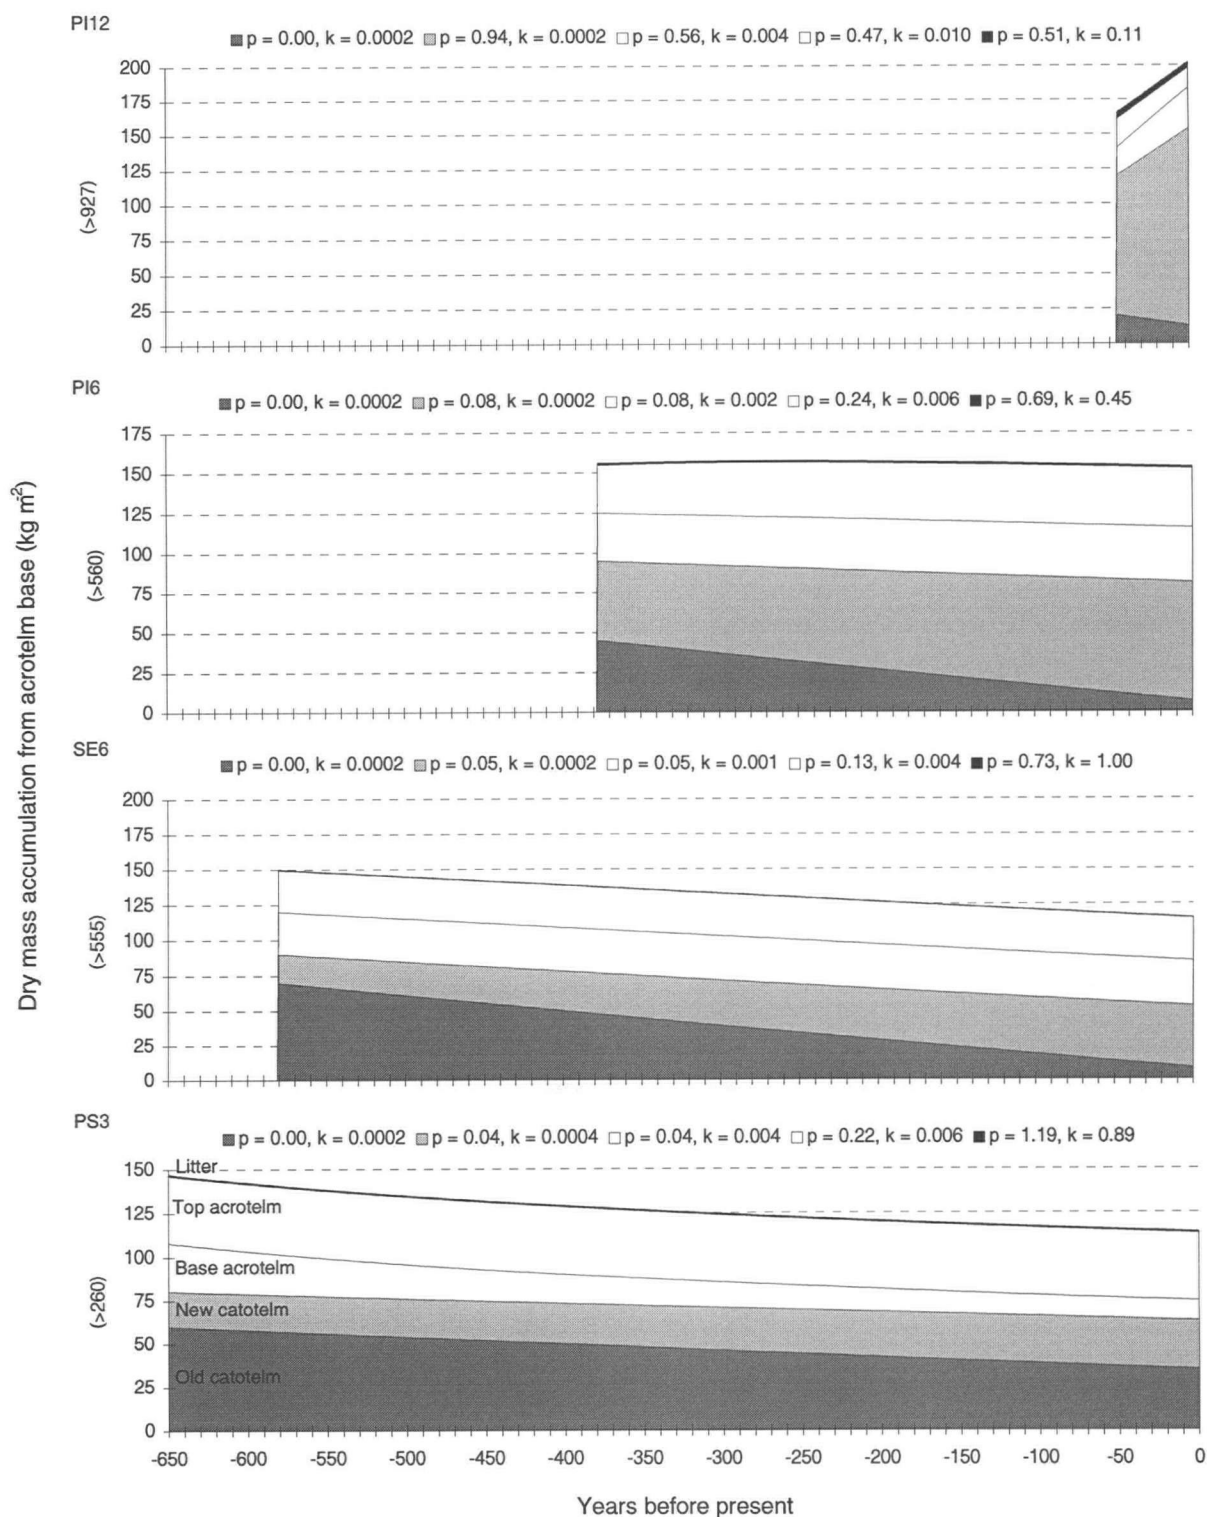 PI12
p = 0.00, k = 0.0002 p = 0.94, k = 0.0002 p = 0.56, k = 0.004 p = 0.47, k = 0.010 p = 0.51, k = 0.11
200
175
150
125
100
75
50
25
0
(>927)
PI6
p = 0.00, k = 0.0002 p = 0.08, k = 0.0002 p = 0.08, k = 0.002 p = 0.24, k = 0.006 p = 0.69, k = 0.45
175
150
125
100
75
50
25
0
(>560)
Dry mass accumulation from acrotelm base (kg m-2)
SE6
p = 0.00, k = 0.0002 p = 0.05, k = 0.0002 p = 0.05, k = 0.001 p = 0.13, k = 0.004 p = 0.73, k = 1.00
200
175
150
125
100
75
50
25
0
(>555)
PS3
p = 0.00, k = 0.0002 p = 0.04, k = 0.0004 p = 0.04, k = 0.004 p = 0.22, k = 0.006 p = 1.19, k = 0.89
150
125
100
75
50
25
0
(>260)
Litter
Top acrotelm
Base acrotelm
New catotelm
Old catotelm
-650 -600 -550 -500 -450 -400 -350 -300 -250 -200 -150 -100 -50 0
Years before present